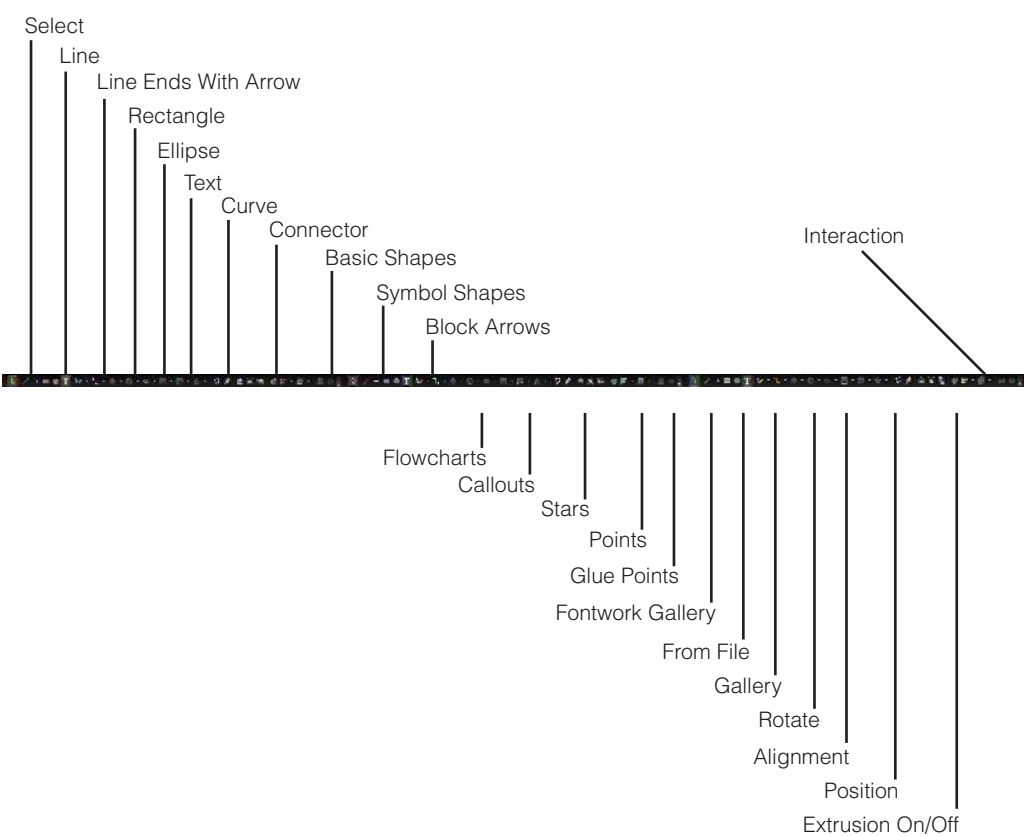 Select
Line
Line Ends With Arrow
Rectangle
Ellipse
Text
Curve
Connector
Interaction
Basic Shapes
Symbol Shapes
Block Arrows
Flowcharts
Callouts
Stars
Points
Glue Points
Fontwork Gallery
From File
Gallery
Rotate
Alignment
Position
Extrusion On/Off